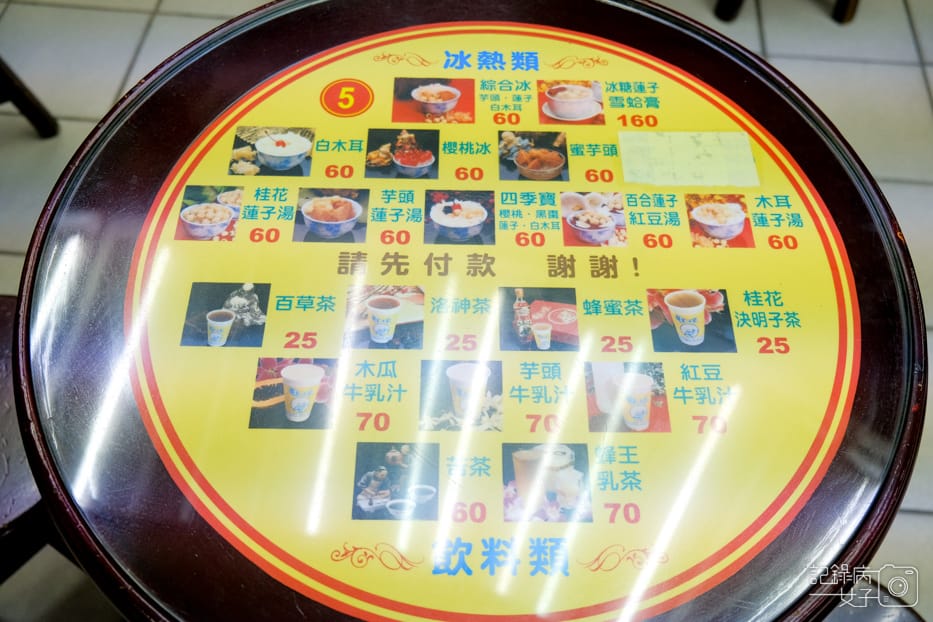 冰熱類
5
綜合冰
芋頭．蓮子
白木耳
60
冰糖蓮子
雪蛤膏
160
白木耳
60
櫻桃冰
60
蜜芋頭
60
桂花
蓮子湯
60
芋頭
蓮子湯
60
四季寶
櫻桃．黑棗
蓮子．白木耳
60
百合蓮子
紅豆湯
60
木耳
蓮子湯
60
請先付款 謝謝!
百草茶
25
洛神茶
25
蜂蜜茶
25
桂花
決明子茶
25
木瓜
牛乳汁
70
芋頭
牛乳汁
70
紅豆
牛乳汁
70
苦茶
60
蜂王
乳茶
70
飲料類
記錄病
女子